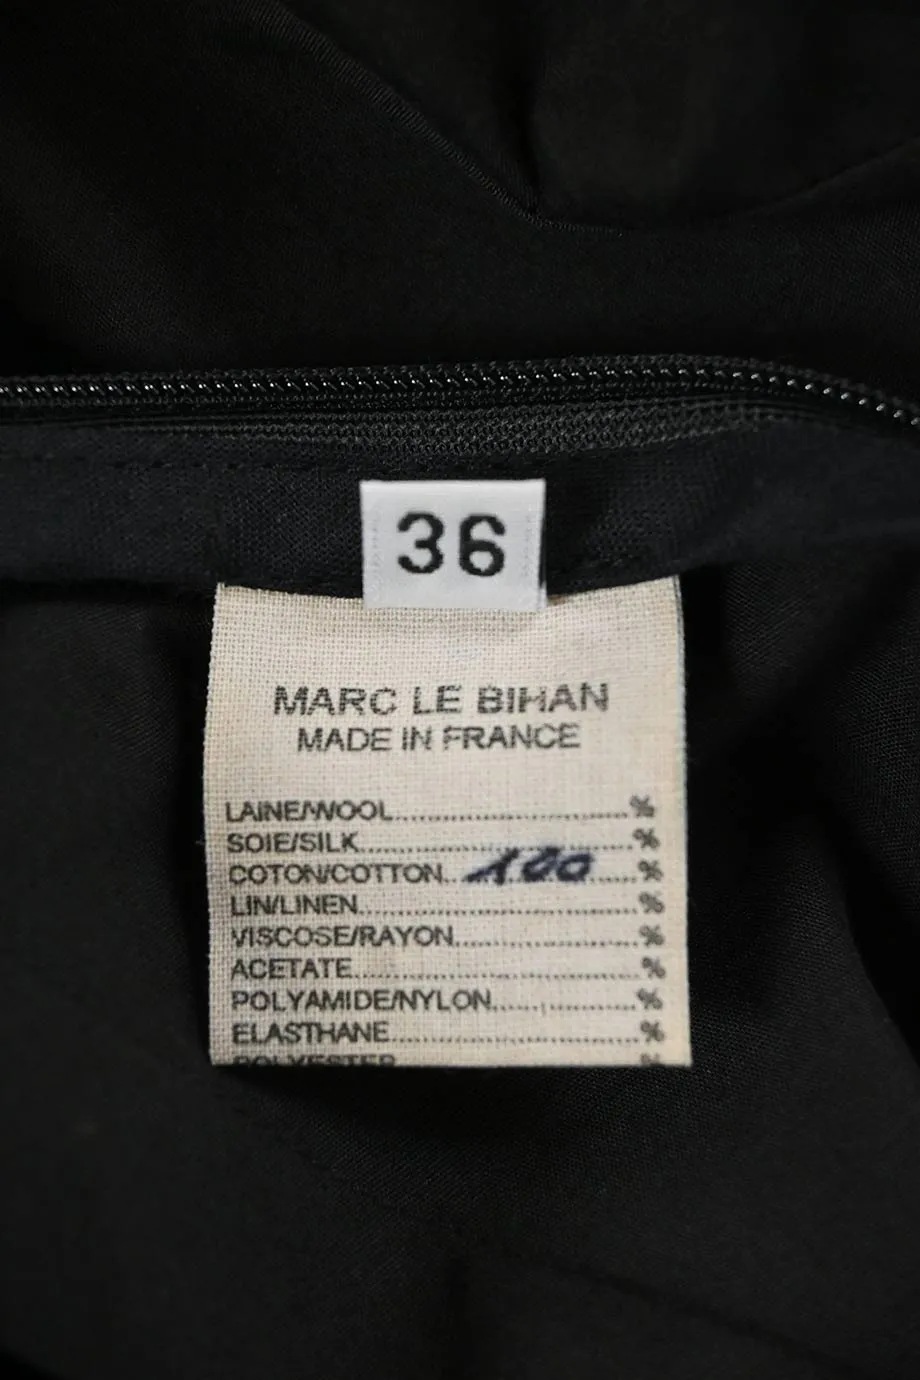 36
MARC LE BIHAN
MADE IN FRANCE
LAINE/WOOL..............................%
SOIE/SILK...................................%
COTON/COTTON...100......%
LIN/LINEN...................................%
VISCOSE/RAYON......................%
ACETATE...................................%
POLYAMIDE/NYLON.................%
ELASTHANE..............................%
POLYESTER %